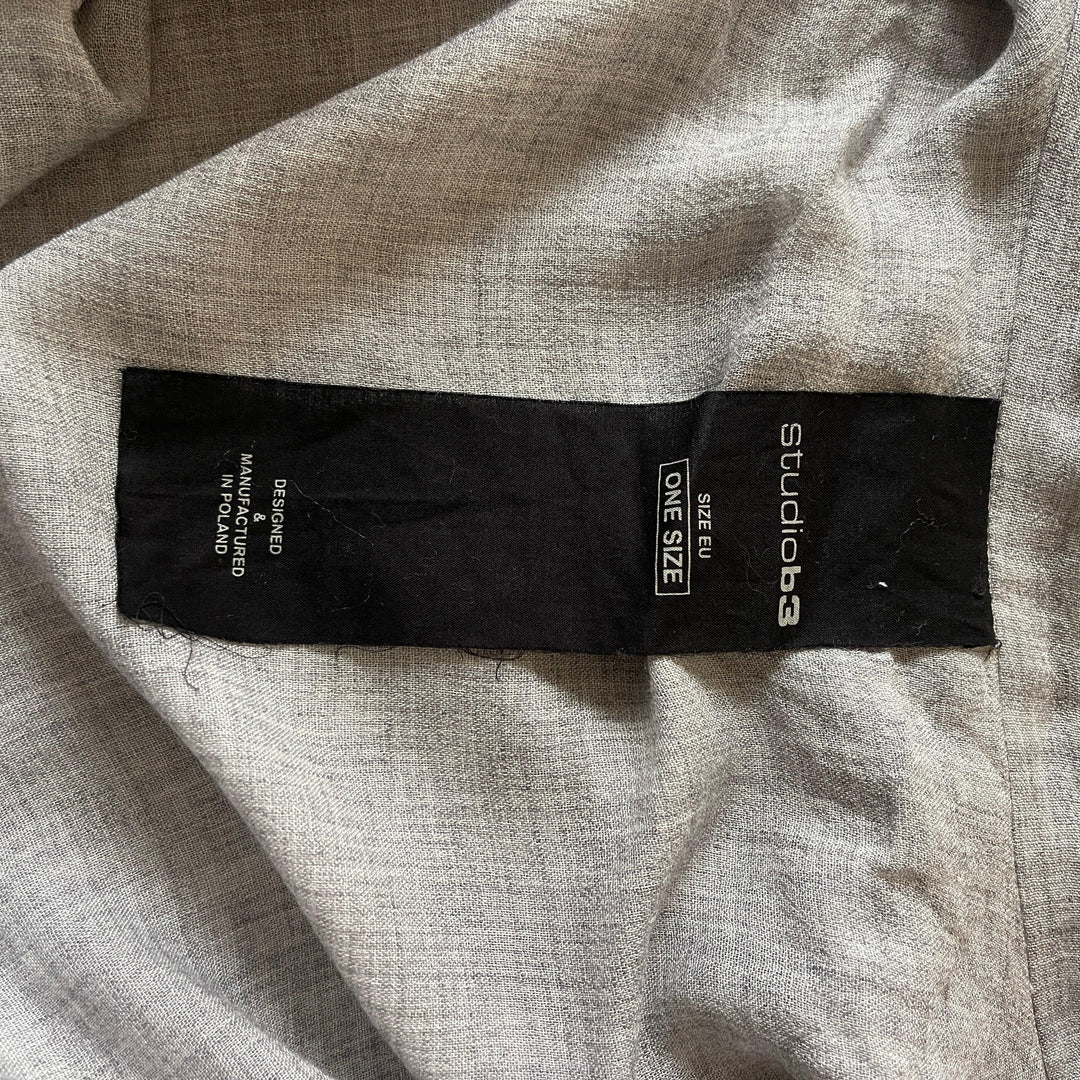 studiob3
SIZE EU
ONE SIZE
DESIGNED
&
MANUFACTURED
IN POLAND